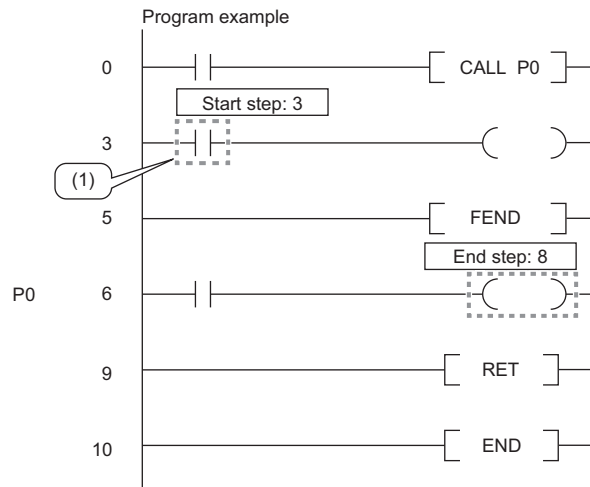 Program example
0 CALL P0
Start step: 3
3
(1)
5 FEND
End step: 8
P0 6
9 RET
10 END